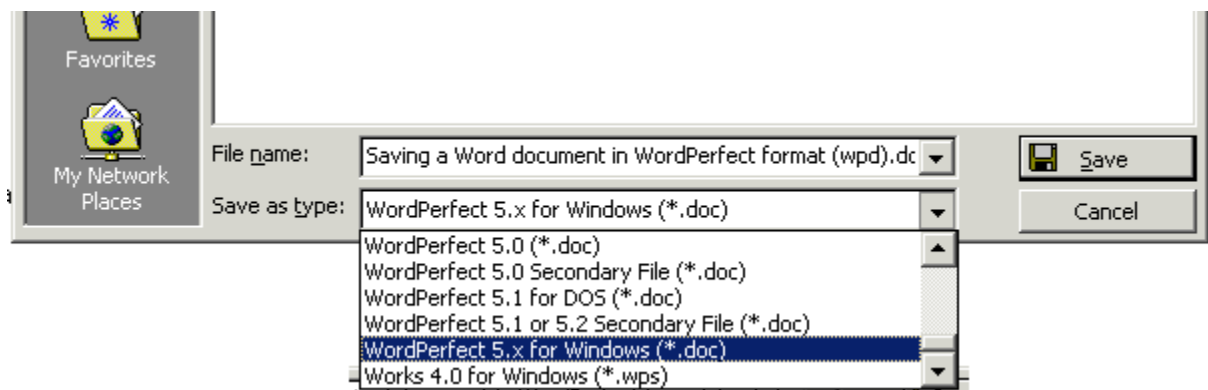 Favorites
My Network
Places
File name:
Saving a Word document in WordPerfect format (wpd).dc
Save
Save as type:
WordPerfect 5.x for Windows (*.doc)
Cancel
WordPerfect 5.0 (*.doc)
WordPerfect 5.0 Secondary File (*.doc)
WordPerfect 5.1 for DOS (*.doc)
WordPerfect 5.1 or 5.2 Secondary File (*.doc)
WordPerfect 5.x for Windows (*.doc)
Works 4.0 for Windows (*.wps)